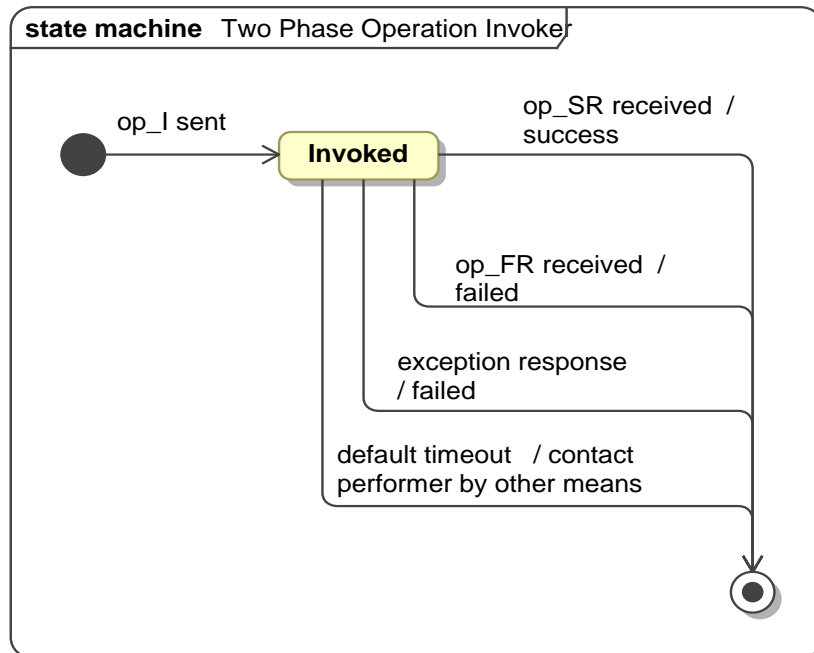 state machine Two Phase Operation Invoker
op_I sent
Invoked
op_SR received /
success
op_FR received /
failed
exception response
/ failed
default timeout / contact
performer by other means